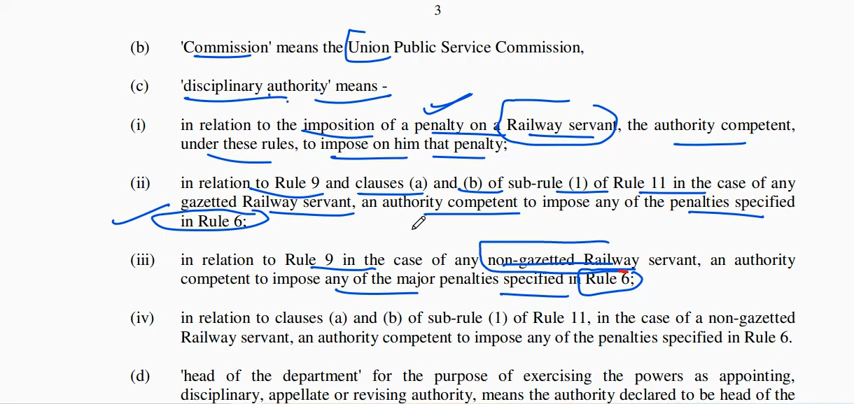 3
(b) 'Commission' means the Union Public Service Commission,
(c) 'disciplinary authority' means -
(i) in relation to the imposition of a penalty on a Railway servant, the authority competent,
under these rules, to impose on him that penalty;
(ii) in relation to Rule 9 and clauses (a) and (b) of sub-rule (1) of Rule 11 in the case of any
gazetted Railway servant, an authority competent to impose any of the penalties specified
in Rule 6;
(iii) in relation to Rule 9 in the case of any non-gazetted Railway servant, an authority
competent to impose any of the major penalties specified in Rule 6;
(iv) in relation to clauses (a) and (b) of sub-rule (1) of Rule 11, in the case of a non-gazetted
Railway servant, an authority competent to impose any of the penalties specified in Rule 6.
(d) 'head of the department' for the purpose of exercising the powers as appointing,
disciplinary, appellate or revising authority, means the authority declared to be head of the